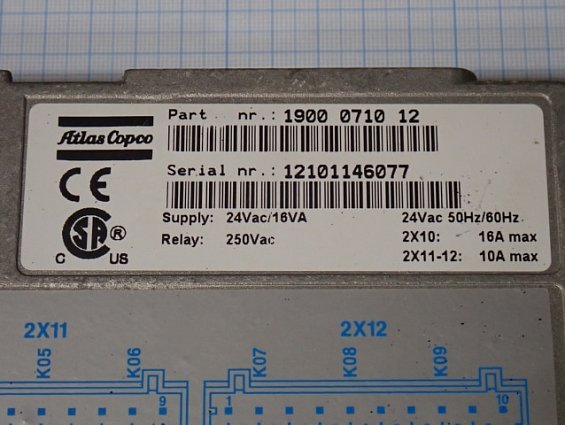 Atlas Copco
Part nr.: 1900 0710 12
Serial nr.: 12101146077
CE
Supply: 24Vac/16VA 24Vac 50Hz/60Hz
Relay: 250Vac 2X10: 16A max
2X11-12: 10A max
C SA ® US
2X11 2X12
K05 K06 K07 K08 K09
9 1 10